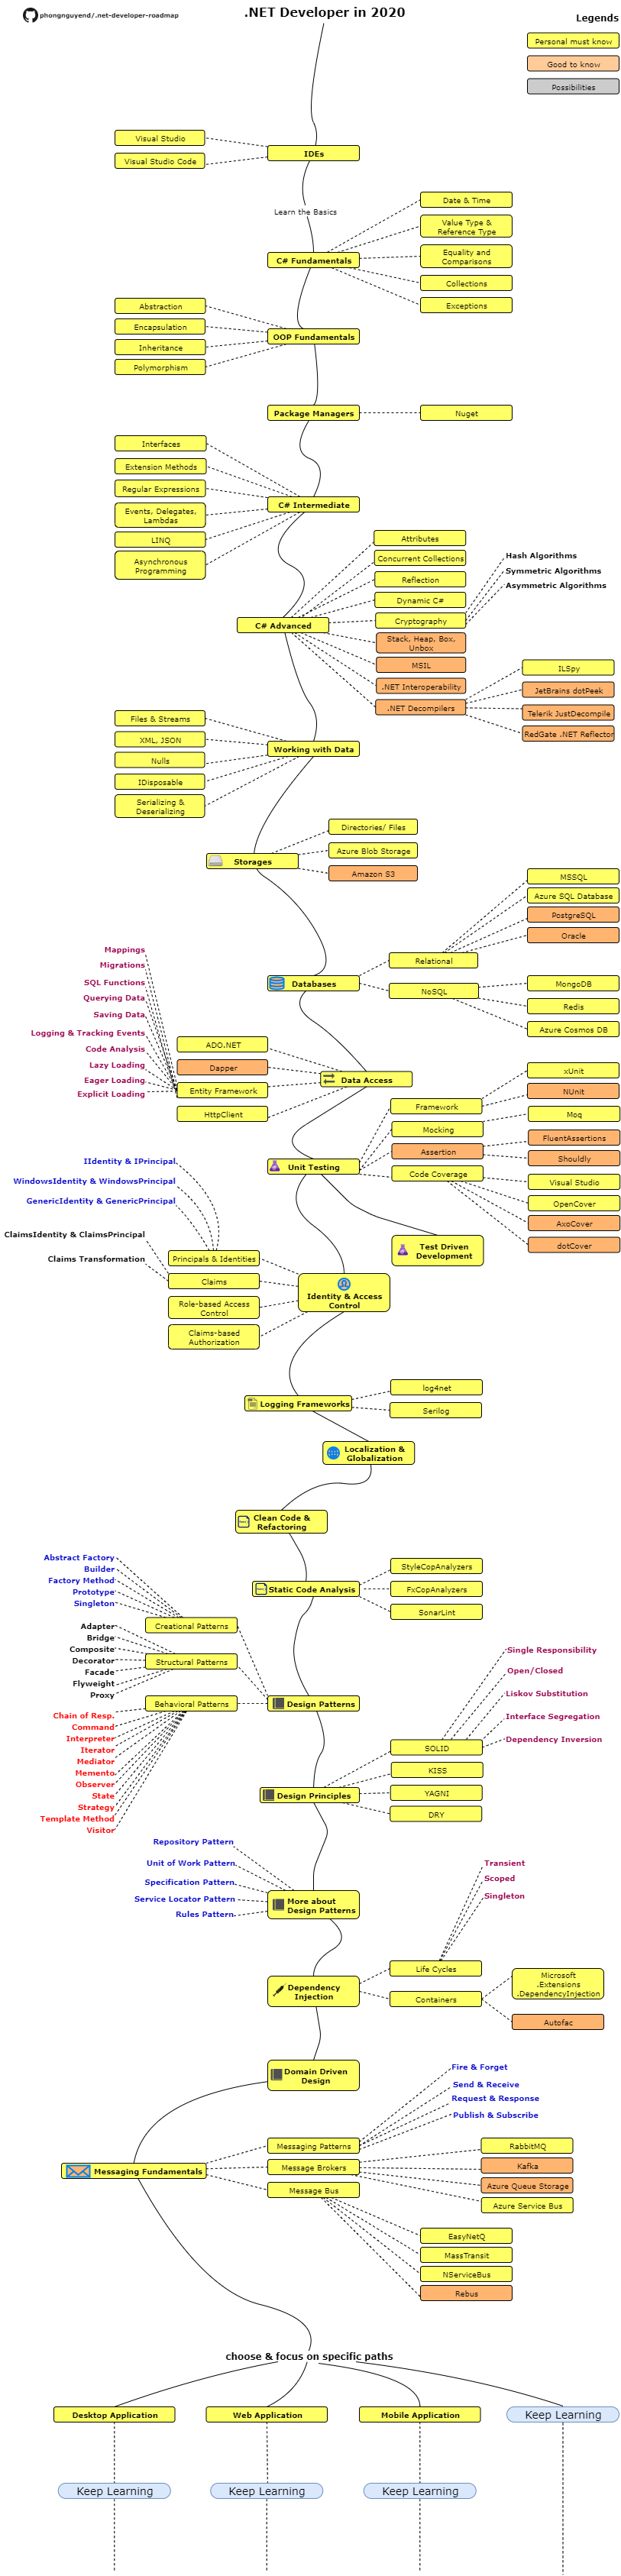 phongnguyend/.net-developer-roadmap
.NET Developer in 2020
Legends
Personal must know
Good to know
Possibilities
Visual Studio
Visual Studio Code
IDEs
Learn the Basics
C# Fundamentals
Date & Time
Value Type &
Reference Type
Equality and
Comparisons
Collections
Exceptions
Abstraction
Encapsulation
Inheritance
Polymorphism
OOP Fundamentals
Package Managers
Nuget
Interfaces
Extension Methods
Regular Expressions
Events, Delegates,
Lambdas
LINQ
Asynchronous
Programming
C# Intermediate
C# Advanced
Attributes
Concurrent Collections
Reflection
Dynamic C#
Cryptography
Stack, Heap, Box,
Unbox
MSIL
.NET Interoperability
.NET Decompilers
Hash Algorithms
Symmetric Algorithms
Asymmetric Algorithms
ILSpy
JetBrains dotPeek
Telerik JustDecompile
RedGate .NET Reflector
Files & Streams
XML, JSON
Nulls
IDisposable
Serializing &
Deserializing
Working with Data
Storages
Directories/ Files
Azure Blob Storage
Amazon S3
Databases
Relational
NoSQL
MSSQL
Azure SQL Database
PostgreSQL
Oracle
MongoDB
Redis
Azure Cosmos DB
Mappings
Migrations
SQL Functions
Querying Data
Saving Data
Logging & Tracking Events
Code Analysis
Lazy Loading
Eager Loading
Explicit Loading
ADO.NET
Dapper
Entity Framework
HttpClient
Data Access
Unit Testing
Framework
Mocking
Assertion
Code Coverage
xUnit
NUnit
Moq
FluentAssertions
Shouldly
Visual Studio
OpenCover
AxoCover
dotCover
Test Driven
Development
IIdentity & IPrincipal
WindowsIdentity & WindowsPrincipal
GenericIdentity & GenericPrincipal
ClaimsIdentity & ClaimsPrincipal
Claims Transformation
Principals & Identities
Claims
Role-based Access
Control
Claims-based
Authorization
Identity & Access
Control
Logging Frameworks
log4net
Serilog
Localization &
Globalization
Clean Code &
Refactoring
Static Code Analysis
StyleCopAnalyzers
FxCopAnalyzers
SonarLint
Abstract Factory
Builder
Factory Method
Prototype
Singleton
Adapter
Bridge
Composite
Decorator
Facade
Flyweight
Proxy
Chain of Resp.
Command
Interpreter
Iterator
Mediator
Memento
Observer
State
Strategy
Template Method
Visitor
Creational Patterns
Structural Patterns
Behavioral Patterns
Design Patterns
Design Principles
SOLID
KISS
YAGNI
DRY
Single Responsibility
Open/Closed
Liskov Substitution
Interface Segregation
Dependency Inversion
Repository Pattern
Unit of Work Pattern
Specification Pattern
Service Locator Pattern
Rules Pattern
More about
Design Patterns
Transient
Scoped
Singleton
Dependency
Injection
Life Cycles
Containers
Microsoft
.Extensions
.DependencyInjection
Autofac
Domain Driven
Design
Messaging Fundamentals
Messaging Patterns
Message Brokers
Message Bus
Fire & Forget
Send & Receive
Request & Response
Publish & Subscribe
RabbitMQ
Kafka
Azure Queue Storage
Azure Service Bus
EasyNetQ
MassTransit
NServiceBus
Rebus
choose & focus on specific paths
Desktop Application
Web Application
Mobile Application
Keep Learning
Keep Learning
Keep Learning
Keep Learning